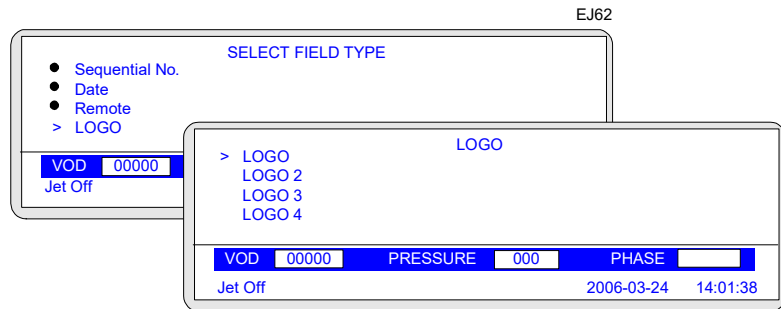 EJ62
SELECT FIELD TYPE
Sequential No.
Date
Remote
> LOGO
VOD 00000
Jet Off
LOGO
> LOGO
LOGO 2
LOGO 3
LOGO 4
VOD 00000 PRESSURE 000 PHASE
Jet Off 2006-03-24 14:01:38